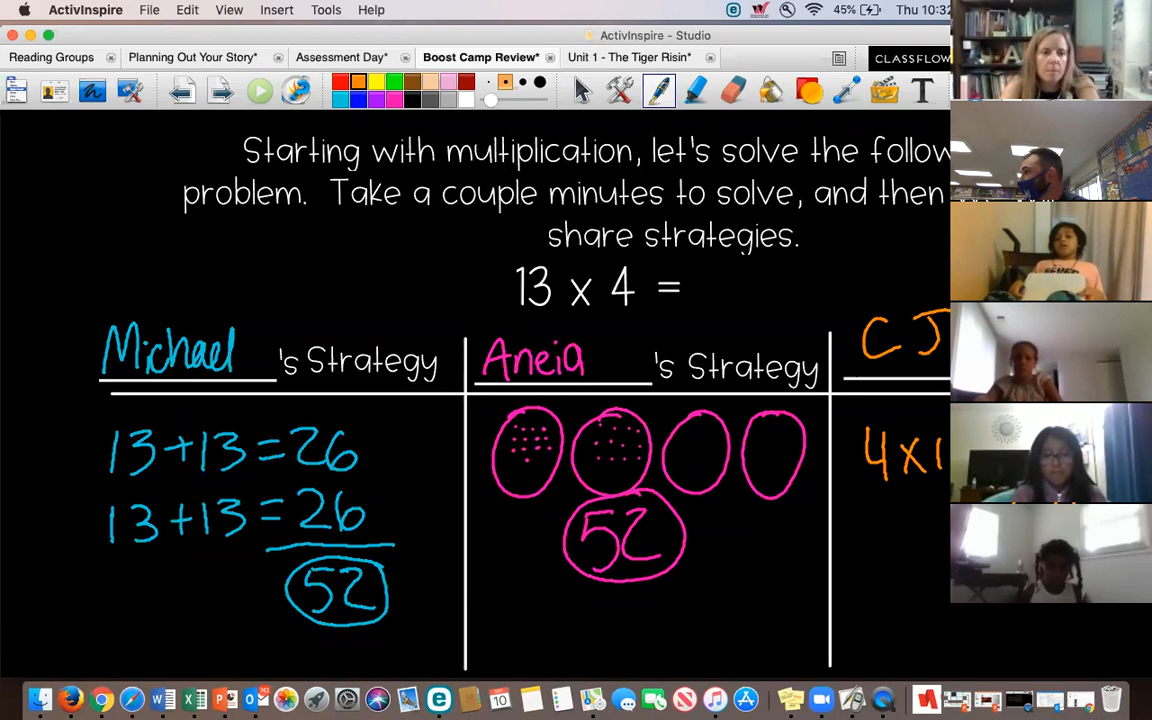 ActivInspire File Edit View Insert Tools Help 45% Thu 10:32
ActivInspire - Studio
Reading Groups Planning Out Your Story* Assessment Day* Boost Camp Review* Unit 1 - The Tiger Risin* CLASSFLOW
Starting with multiplication, let's solve the follow
problem. Take a couple minutes to solve, and then
share strategies.
13 x 4 =
Michael 's Strategy Aneia 's Strategy CJ
13+13=26 4x1
13+13=26
52 52
SEP
10